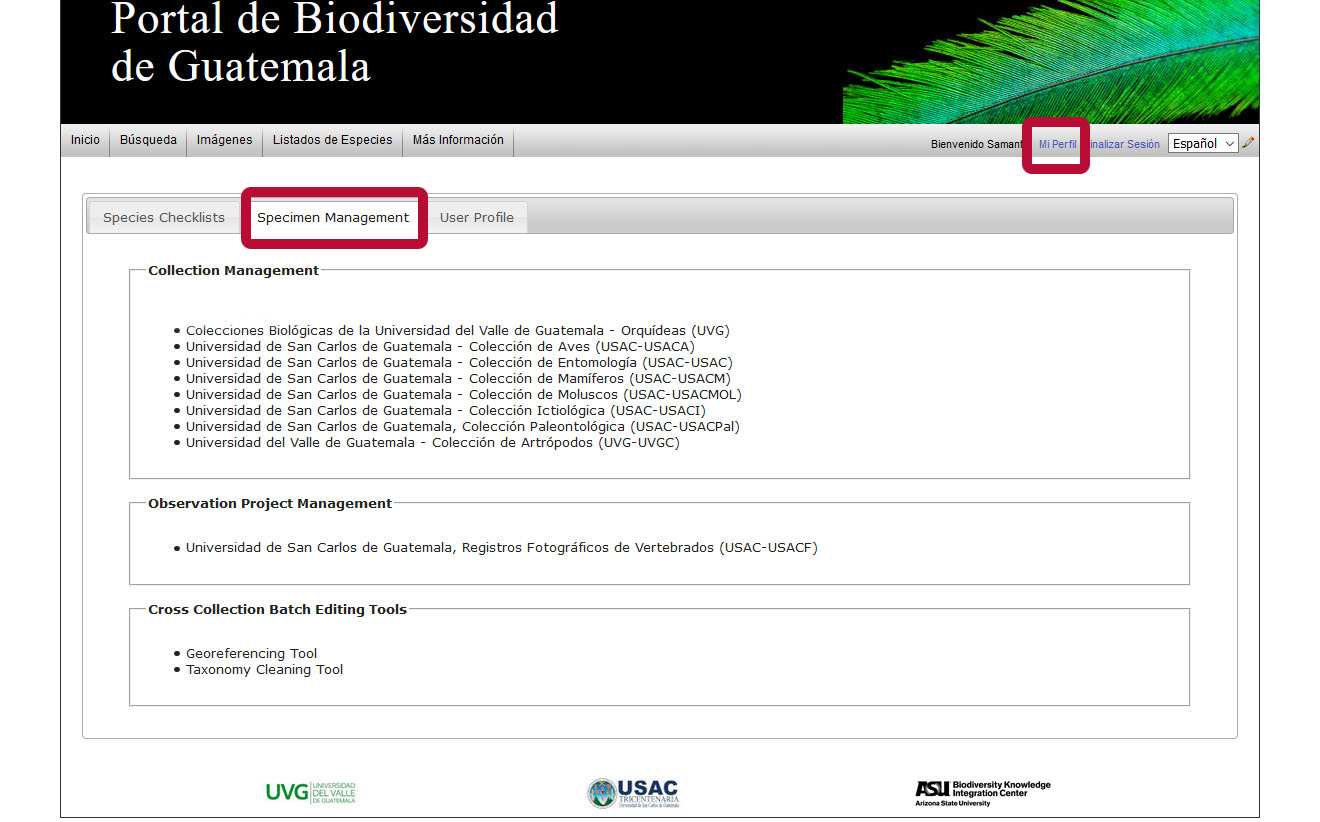 Portal de Biodiversidad
de Guatemala
Inicio Búsqueda Imágenes Listados de Especies Más Información
Bienvenido Mi Perfil Español
Species Checklists Specimen Management User Profile
Collection Management
Colecciones Biológicas de la Universidad del Valle de Guatemala - Orquídeas (UVG)
Universidad de San Carlos de Guatemala - Colección de Aves (USAC-USACA)
Universidad de San Carlos de Guatemala - Colección de Entomología (USAC-USAC)
Universidad de San Carlos de Guatemala - Colección de Mamíferos (USAC-USACM)
Universidad de San Carlos de Guatemala - Colección de Moluscos (USAC-USACMOL)
Universidad de San Carlos de Guatemala - Colección Ictiológica (USAC-USACI)
Universidad de San Carlos de Guatemala, Colección Paleontológica (USAC-USACPal)
Universidad del Valle de Guatemala - Colección de Artrópodos (UVG-UVGC)
Observation Project Management
Universidad de San Carlos de Guatemala, Registros Fotográficos de Vertebrados (USAC-USACF)
Cross Collection Batch Editing Tools
Georeferencing Tool
Taxonomy Cleaning Tool
UVG UNIVERSIDAD
DEL VALLE
DE GUATEMALA
USAC
TRICENTENARIA
Universidad de San Carlos de Guatemala
ASU Biodiversity Knowledge
Integration Center
Arizona State University